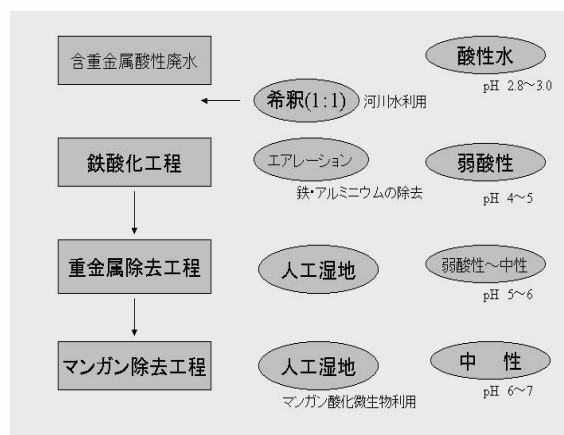 含重金属酸性廃水
酸性水
pH 2.8～3.0
希釈(1:1)
河川水利用
鉄酸化工程
エアレーション
弱酸性
鉄・アルミニウムの除去
pH 4～5
重金属除去工程
人工湿地
弱酸性～中性
pH 5～6
マンガン除去工程
人工湿地
中 性
pH 6～7
マンガン酸化微生物利用